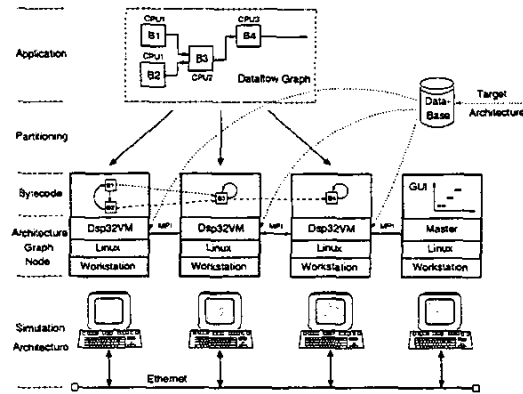 CPU1
CPU3
B1
B4
Application
CPU1
B3
B2
CPU2
Dataflow Graph
Data-
Base
Target
Architecture
Partitioning
Bytecode
B1
B2
B3
B4
GUI
Architecture
Graph
Node
Dsp32VM
MPI
Dsp32VM
MPI
Dsp32VM
MPI
Master
Linux
Linux
Linux
Linux
Workstation
Workstation
Workstation
Workstation
Simulation
Architecture
Ethernet